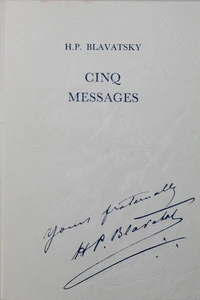 H.P. BLAVATSKY
CINQ
MESSAGES
Yours fraternally
H P. Blavatsky